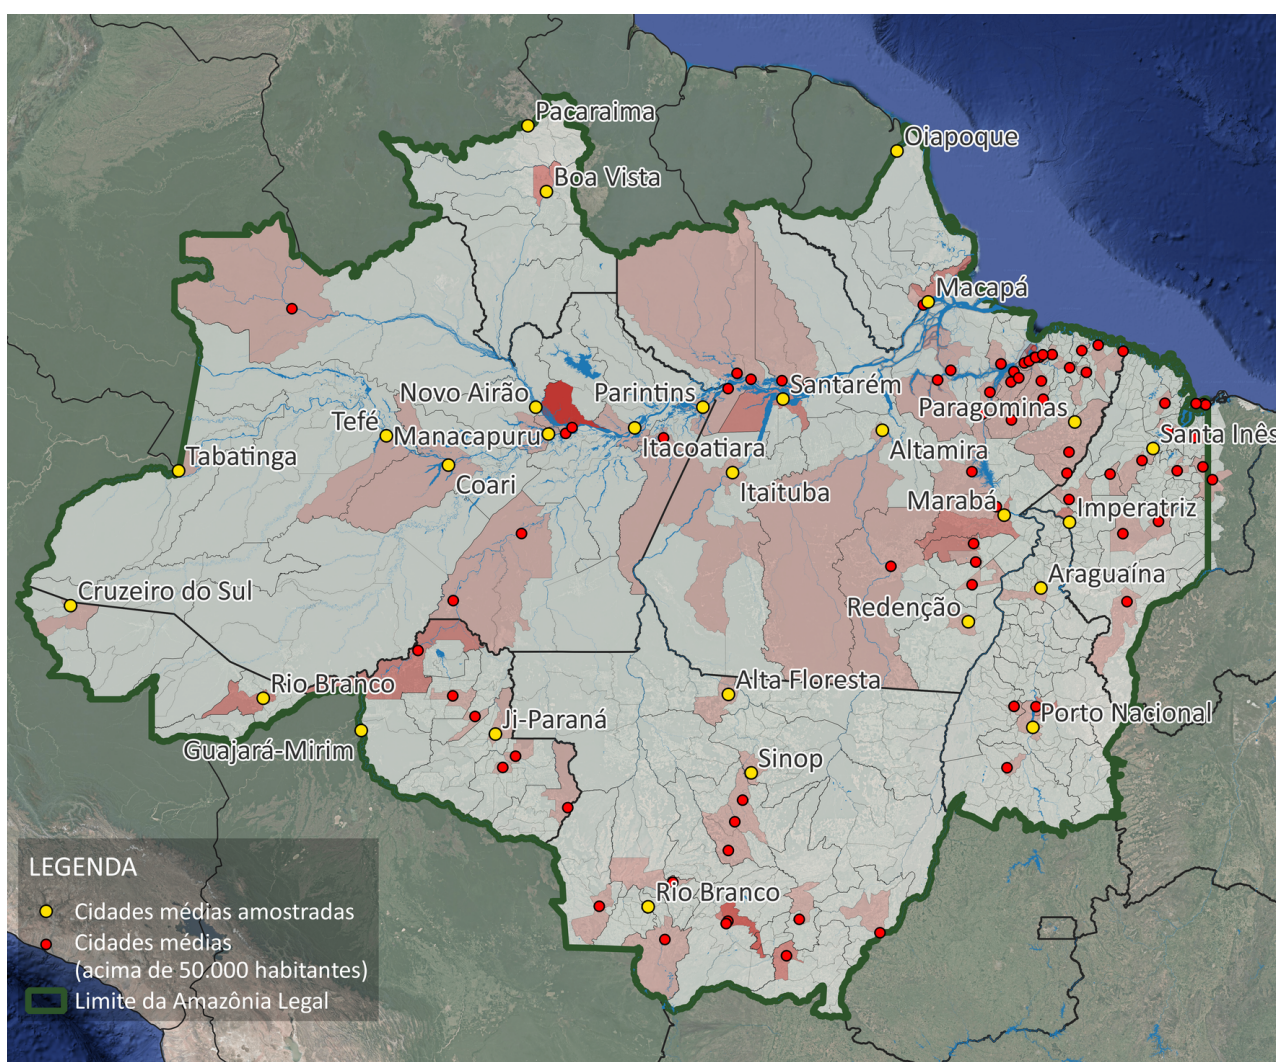 Pacaraima
Oiapoque
Boa Vista
Macapá
Novo Airão
Parintins
Santarém
Tefé
Manacapuru
Paragominas
Itacoatiara
Altamira
Santa Inês
Tabatinga
Coari
Itaituba
Marabá
Imperatriz
Cruzeiro do Sul
Araguaína
Redenção
Rio Branco
Alta Floresta
Ji-Paraná
Porto Nacional
Guajará-Mirim
Sinop
Rio Branco
LEGENDA
Cidades médias amostradas
Cidades médias
(acima de 50.000 habitantes)
Limite da Amazônia Legal